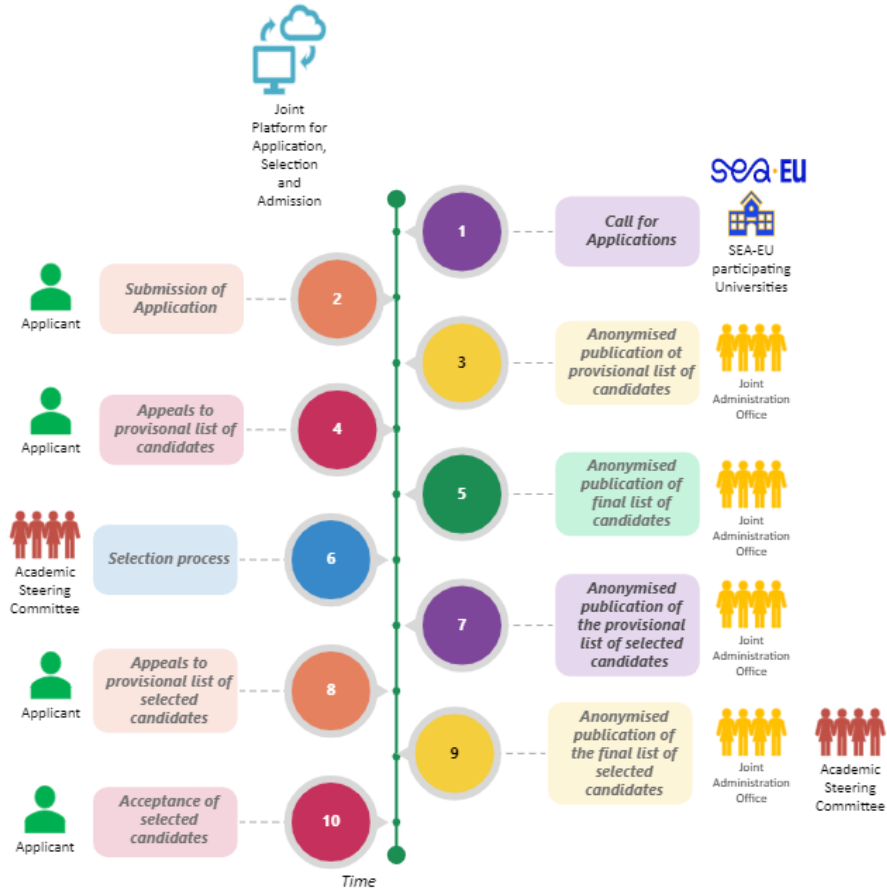 Joint
Platform for
Application,
Selection
and
Admission
sea·EU
SEA-EU
participating
Universities
1
Call for
Applications
Applicant
Submission of
Application
2
3
Anonymised
publication ot
provisional list of
candidates
Joint
Administration
Office
Applicant
Appeals to
provisonal list of
candidates
4
5
Anonymised
publication of
final list of
candidates
Joint
Administration
Office
Academic
Steering
Committee
Selection process
6
7
Anonymised
publication of
the provisional
list of selected
candidates
Joint
Administration
Office
Applicant
Appeals to
provisional list of
selected
candidates
8
9
Anonymised
publication of
the final list of
selected
candidates
Joint
Administration
Office
Academic
Steering
Committee
Applicant
Acceptance of
selected
candidates
10
Time